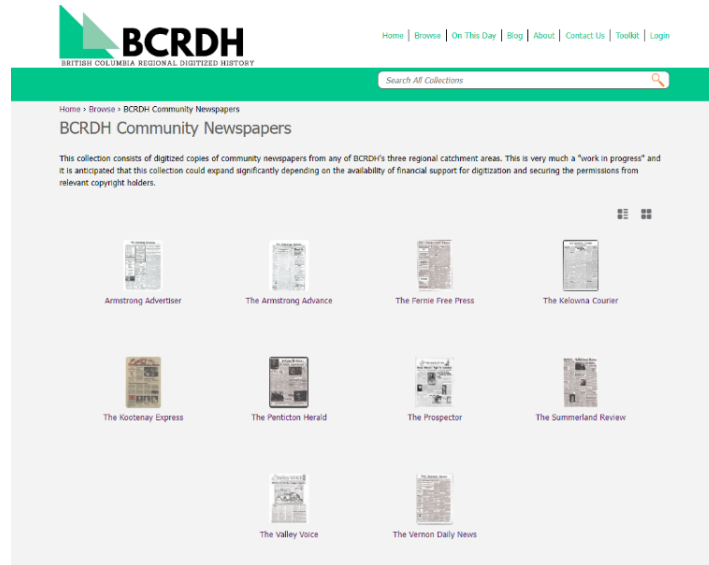 BCRDH
BRITISH COLUMBIA REGIONAL DIGITIZED HISTORY
Home | Browse | On This Day | Blog | About | Contact Us | Toolkit | Login
Search All Collections
Home › Browse › BCRDH Community Newspapers
BCRDH Community Newspapers
This collection consists of digitized copies of community newspapers from any of BCRDH's three regional catchment areas. This is very much a "work in progress" and
it is anticipated that this collection could expand significantly depending on the availability of financial support for digitization and securing the permissions from
relevant copyright holders.
Armstrong Advertiser
The Armstrong Advance
The Fernie Free Press
The Kelowna Courier
The Kootenay Express
The Penticton Herald
The Prospector
The Summerland Review
The Valley Voice
The Vernon Daily News